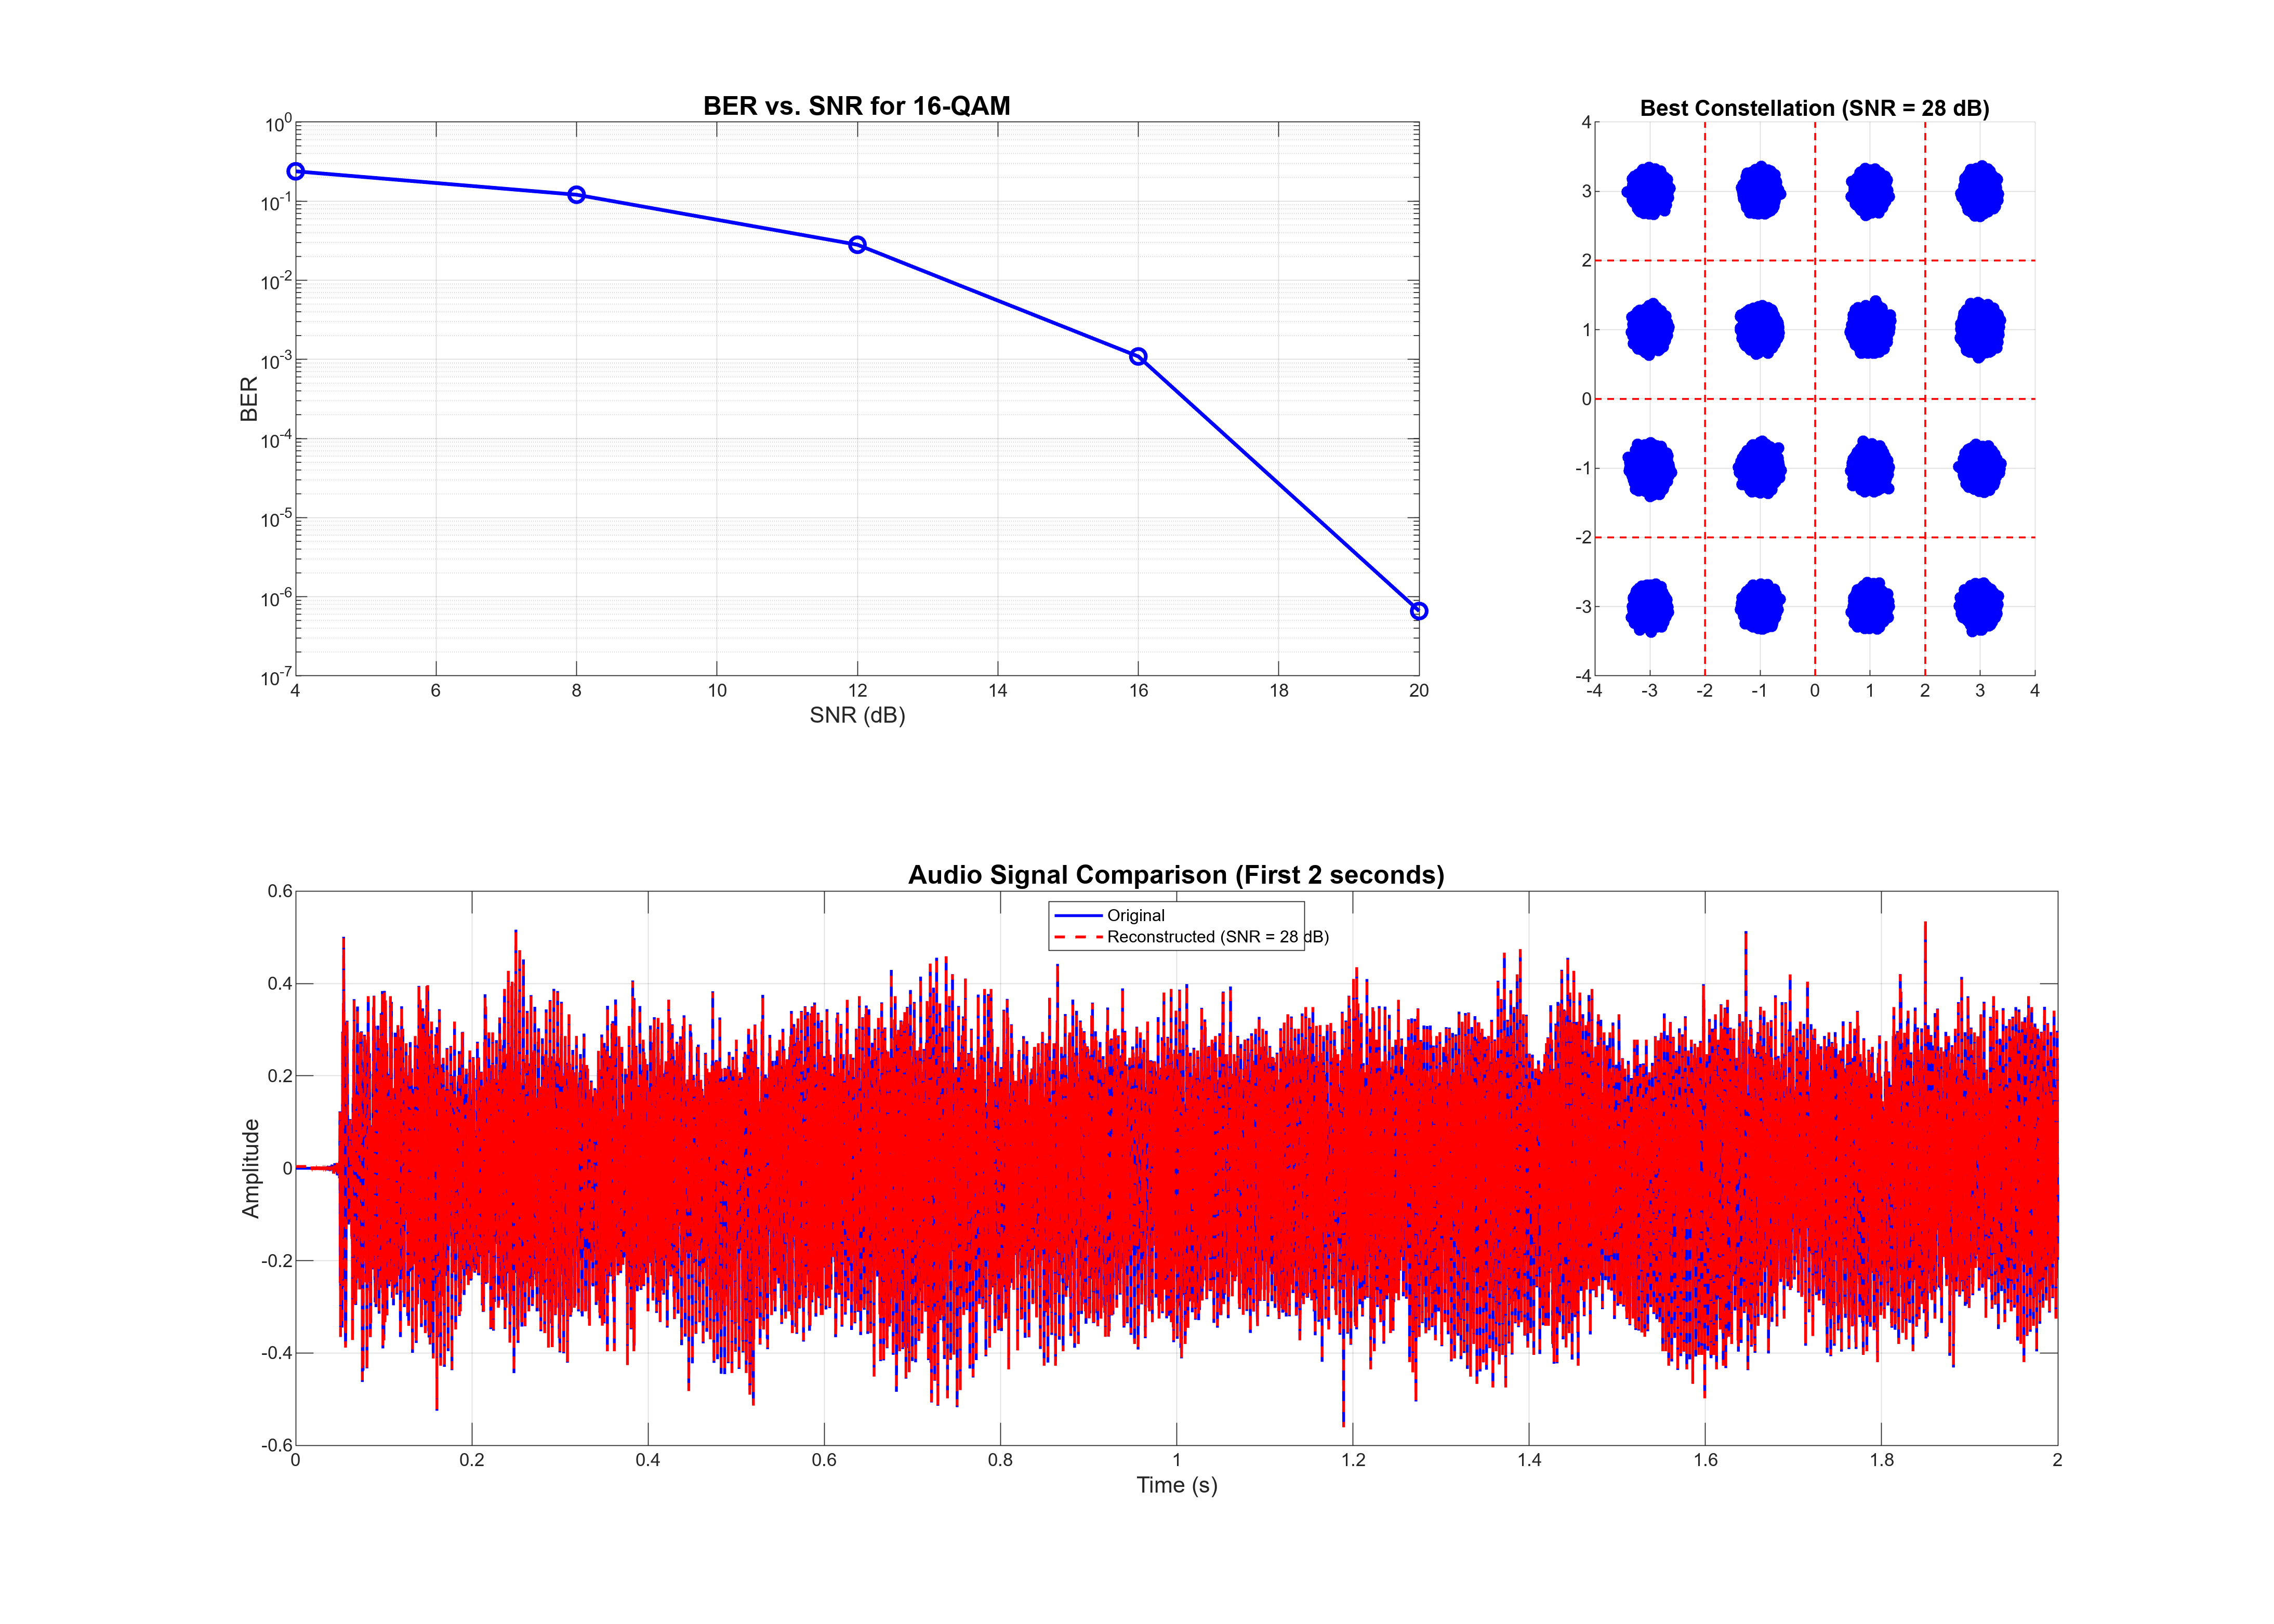 BER vs. SNR for 16-QAM
10^0
10^-1
10^-2
10^-3
10^-4
10^-5
10^-6
10^-7
BER
4 6 8 10 12 14 16 18 20
SNR (dB)
Best Constellation (SNR = 28 dB)
4
3
2
1
0
-1
-2
-3
-4
-4 -3 -2 -1 0 1 2 3 4
Audio Signal Comparison (First 2 seconds)
Original
Reconstructed (SNR = 28 dB)
0.6
0.4
0.2
0
-0.2
-0.4
-0.6
Amplitude
0 0.2 0.4 0.6 0.8 1 1.2 1.4 1.6 1.8 2
Time (s)